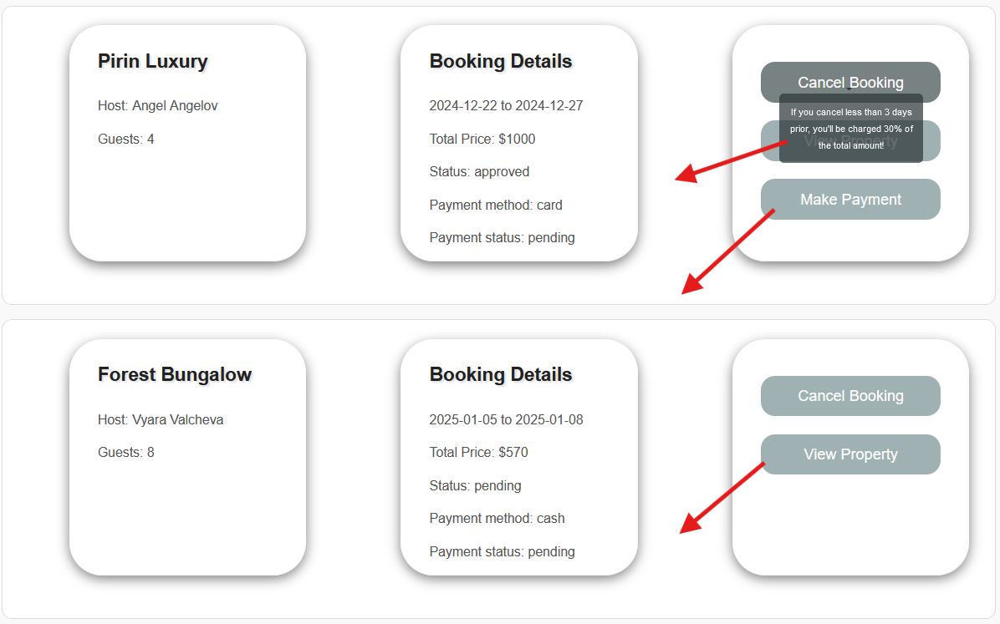 Pirin Luxury
Host: Angel Angelov
Guests: 4
Booking Details
2024-12-22 to 2024-12-27
Total Price: $1000
Status: approved
Payment method: card
Payment status: pending
Cancel Booking
If you cancel less than 3 days
prior, you'll be charged 30% of
the total amount!
View Property
Make Payment
Forest Bungalow
Host: Vyara Valcheva
Guests: 8
Booking Details
2025-01-05 to 2025-01-08
Total Price: $570
Status: pending
Payment method: cash
Payment status: pending
Cancel Booking
View Property